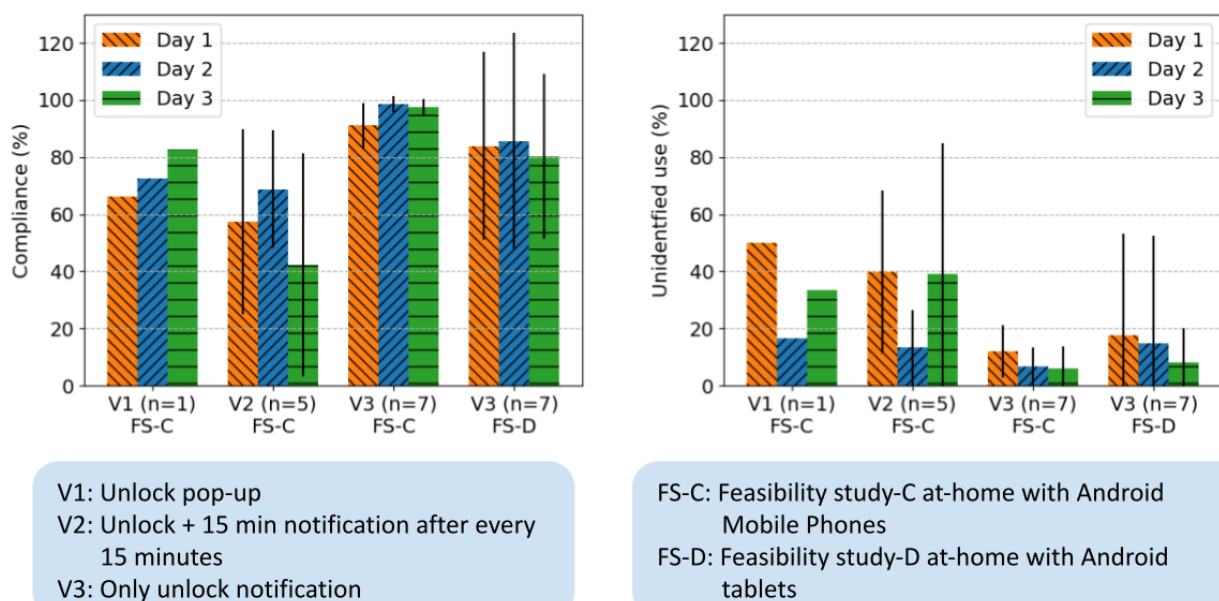 Compliance (%)
120
100
80
60
40
20
0
Day 1
Day 2
Day 3
V1 (n=1) V2 (n=5) V3 (n=7) V3 (n=7)
FS-C FS-C FS-C FS-D
Unidentfied use (%)
120
100
80
60
40
20
0
Day 1
Day 2
Day 3
V1 (n=1) V2 (n=5) V3 (n=7) V3 (n=7)
FS-C FS-C FS-C FS-D
V1: Unlock pop-up
V2: Unlock + 15 min notification after every
15 minutes
V3: Only unlock notification
FS-C: Feasibility study-C at-home with Android
Mobile Phones
FS-D: Feasibility study-D at-home with Android
tablets